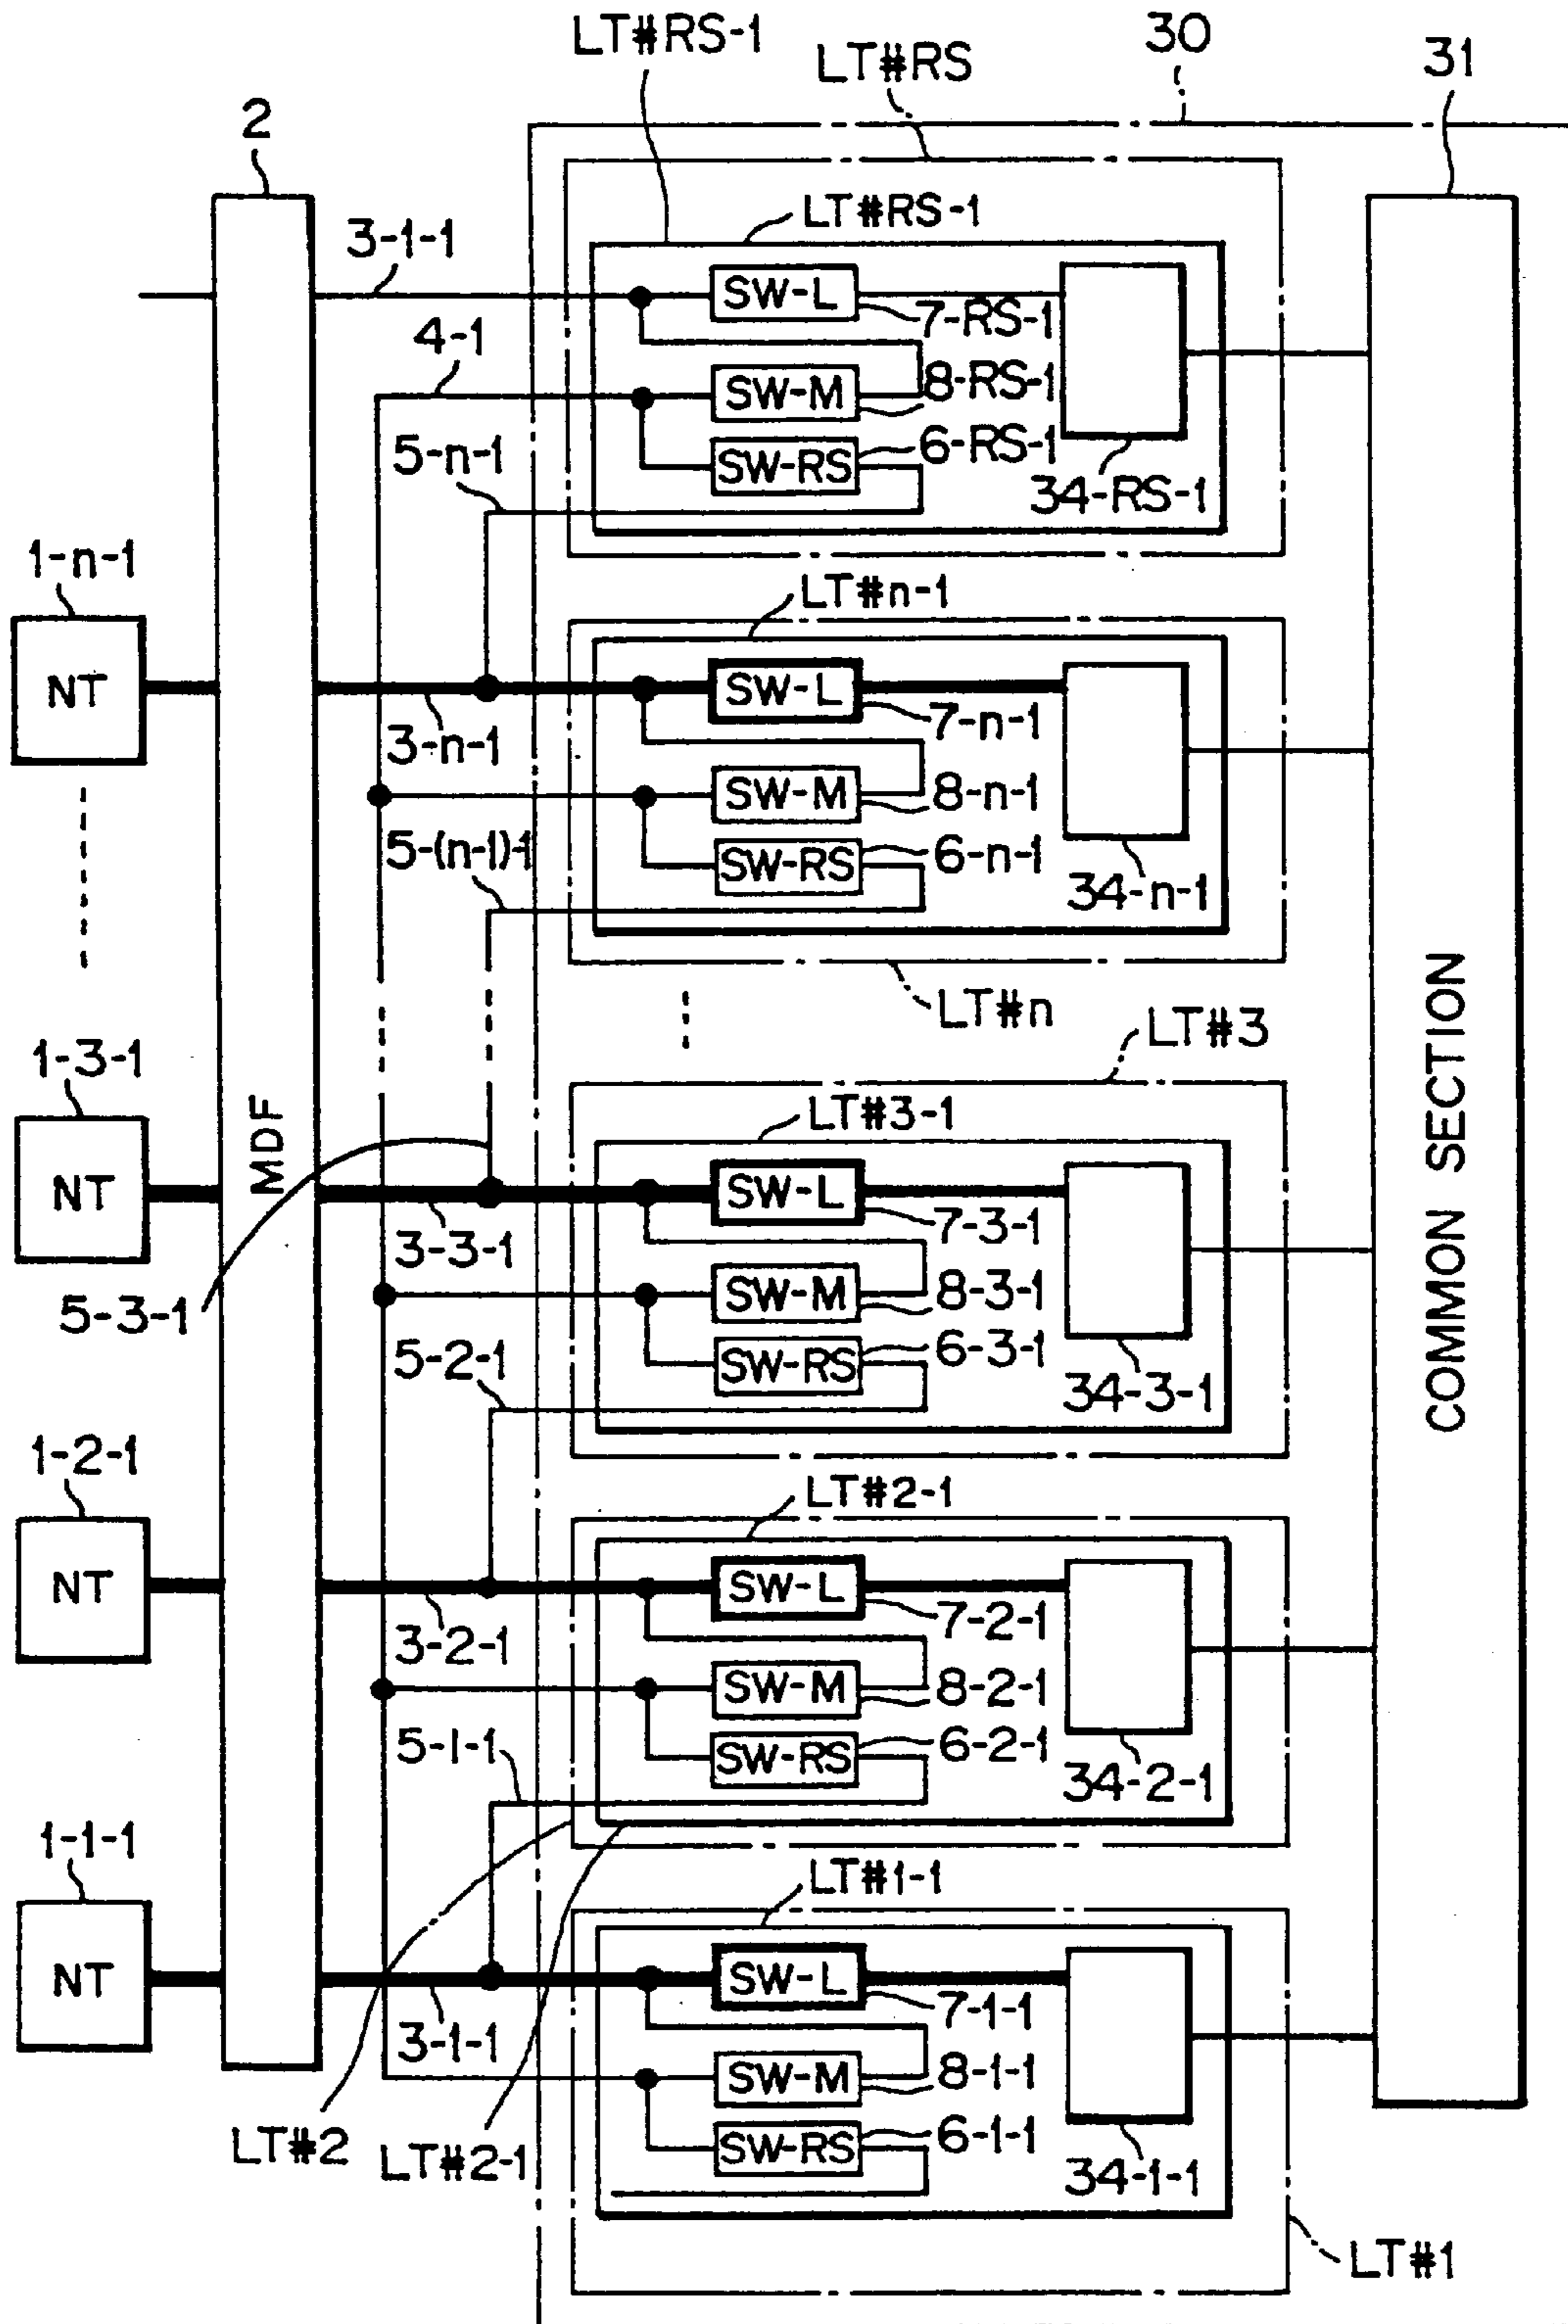 LT#RS-1
LT#RS
30
31
2
LT#RS-1
3-1-1
SW-L
7-RS-1
4-1
SW-M
8-RS-1
5-n-1
SW-RS
6-RS-1
34-RS-1
1-n-1
LT#n-1
NT
SW-L
3-n-1
7-n-1
SW-M
8-n-1
5-(n-1)-1
SW-RS
6-n-1
34-n-1
LT#n
LT#3
1-3-1
MDF
LT#3-1
COMMON SECTION
NT
SW-L
3-3-1
7-3-1
5-3-1
SW-M
8-3-1
5-2-1
SW-RS
6-3-1
34-3-1
1-2-1
LT#2-1
NT
SW-L
3-2-1
7-2-1
SW-M
8-2-1
5-1-1
SW-RS
6-2-1
34-2-1
1-1-1
LT#1-1
NT
SW-L
3-1-1
7-1-1
SW-M
8-1-1
LT#2
LT#2-1
SW-RS
6-1-1
34-1-1
LT#1